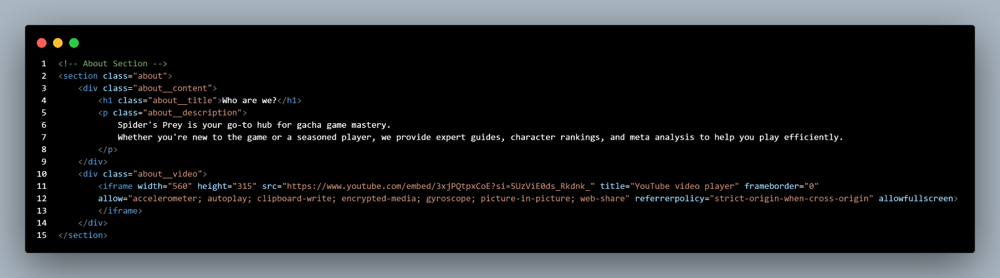 1 <!-- About Section -->
2 <section class="about">
3     <div class="about__content">
4         <h1 class="about__title">Who are we?</h1>
5         <p class="about__description">
6             Spider's Prey is your go-to hub for gacha game mastery.
7             Whether you're new to the game or a seasoned player, we provide expert guides, character rankings, and meta analysis to help you play efficiently.
8         </p>
9     </div>
10     <div class="about__video">
11         <iframe width="560" height="315" src="https://www.youtube.com/embed/3xjPQtpxCoE?si=5UzViE0ds_Rkdnk_" title="YouTube video player" frameborder="0"
12         allow="accelerometer; autoplay; clipboard-write; encrypted-media; gyroscope; picture-in-picture; web-share" referrerpolicy="strict-origin-when-cross-origin" allowfullscreen>
13         </iframe>
14     </div>
15 </section>